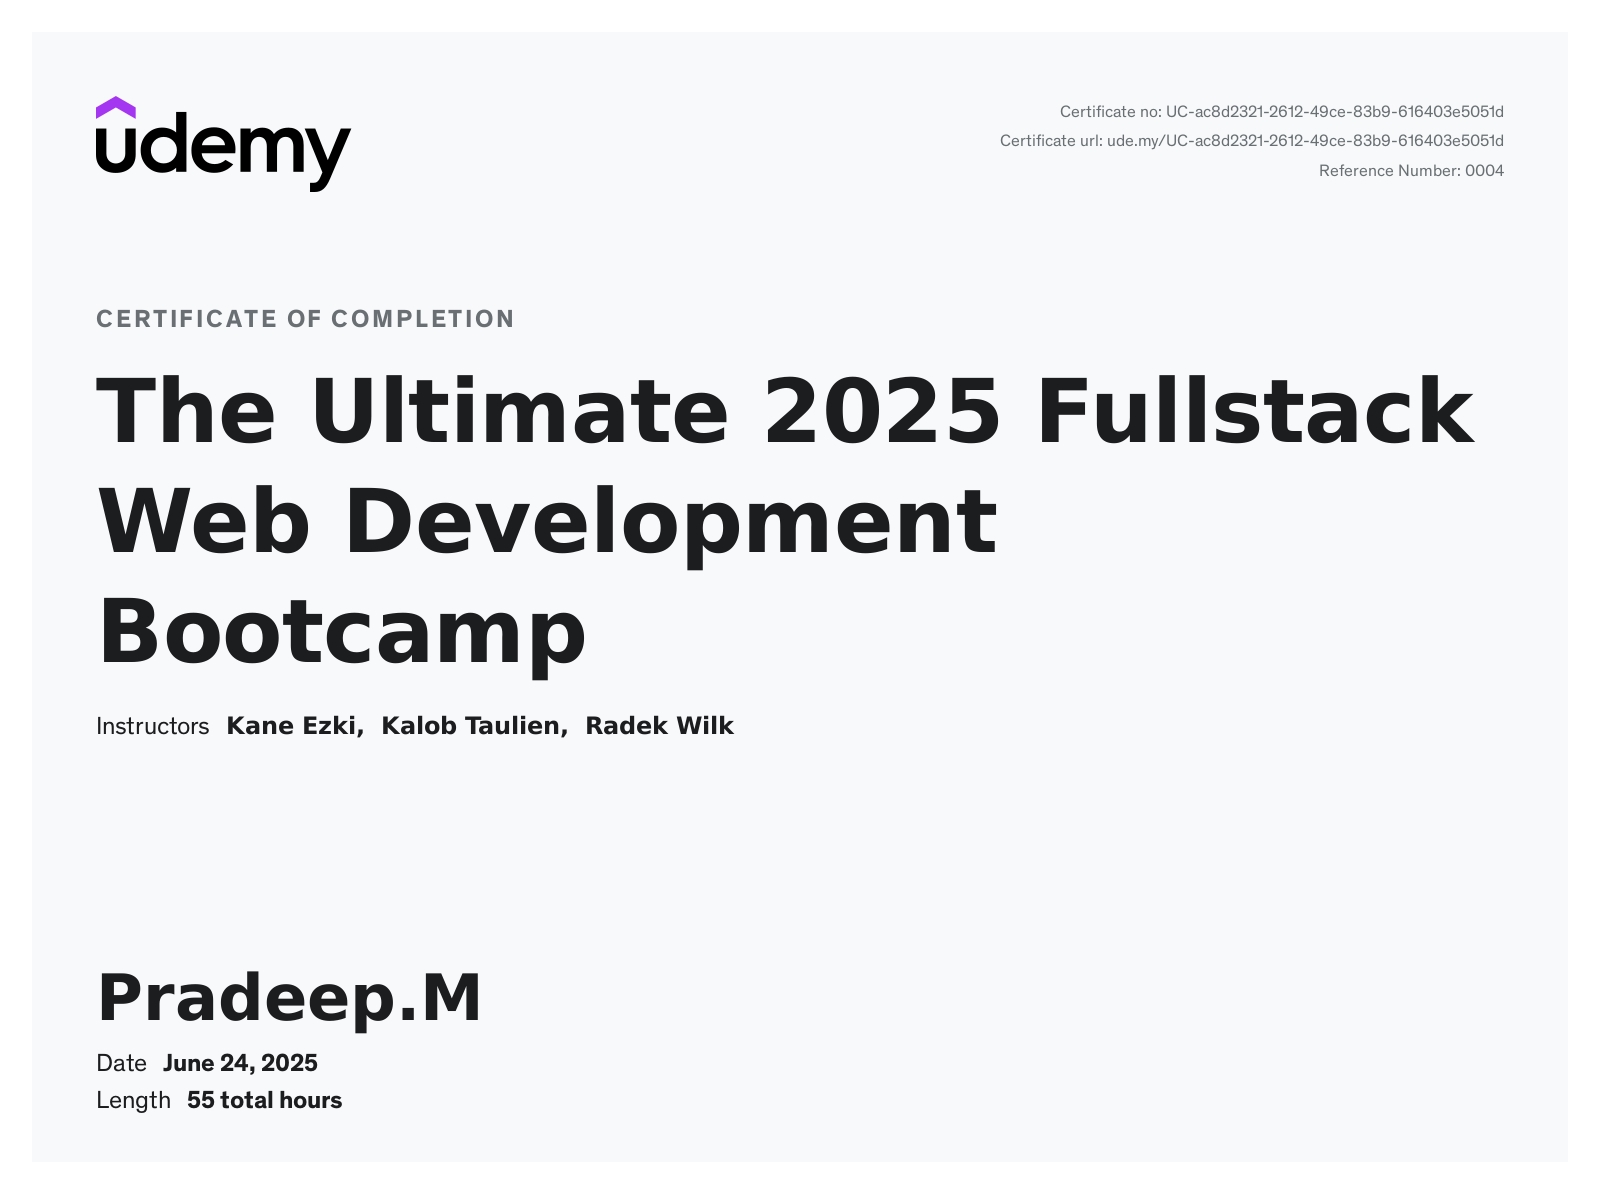 udemy
Certificate no: UC-ac8d2321-2612-49ce-83b9-616403e5051d
Certificate url: ude.my/UC-ac8d2321-2612-49ce-83b9-616403e5051d
Reference Number: 0004
CERTIFICATE OF COMPLETION
The Ultimate 2025 Fullstack
Web Development
Bootcamp
Instructors Kane Ezki, Kalob Taulien, Radek Wilk
Pradeep.M
Date June 24, 2025
Length 55 total hours